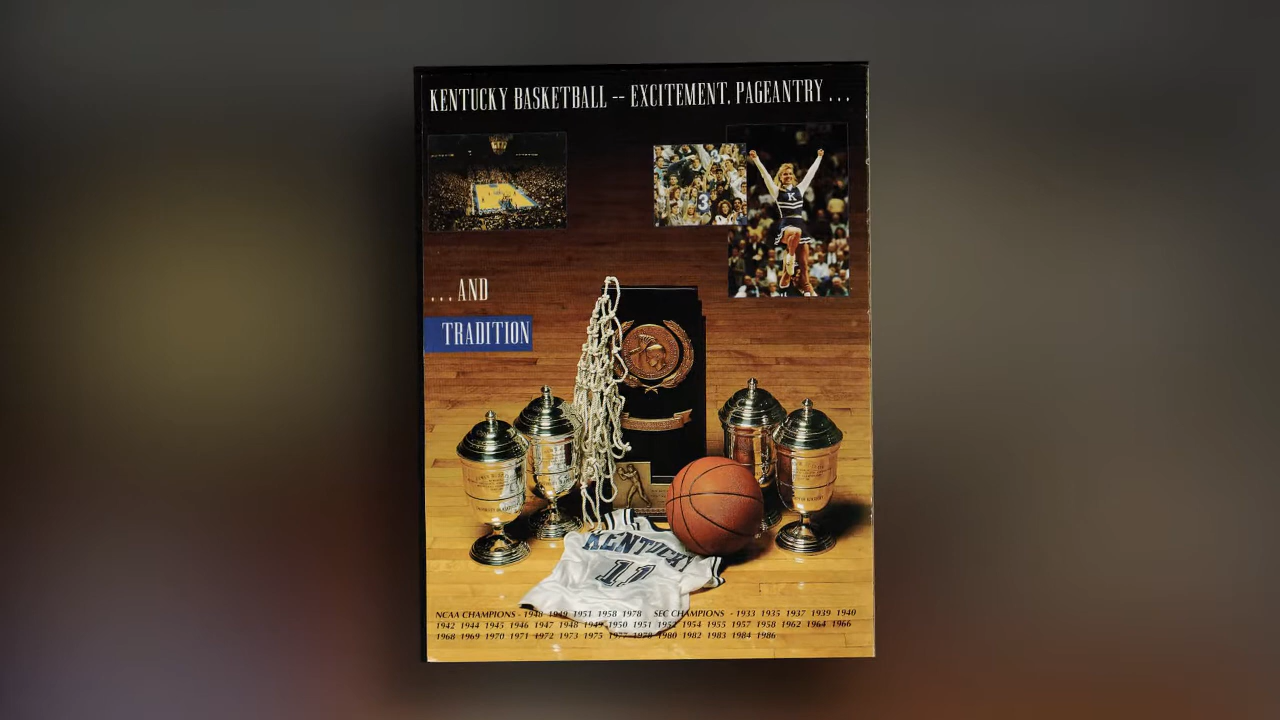 KENTUCKY BASKETBALL -- EXCITEMENT, PAGEANTRY ...
3
K
... AND
TRADITION
KENTUCKY
11
NCAA CHAMPIONS - 1948 1949 1951 1958 1978 SEC CHAMPIONS - 1933 1935 1937 1939 1940
1942 1944 1945 1946 1947 1948 1949 1950 1951 1952 1954 1955 1957 1958 1962 1964 1966
1968 1969 1970 1971 1972 1973 1975 1977 1978 1980 1982 1983 1984 1986